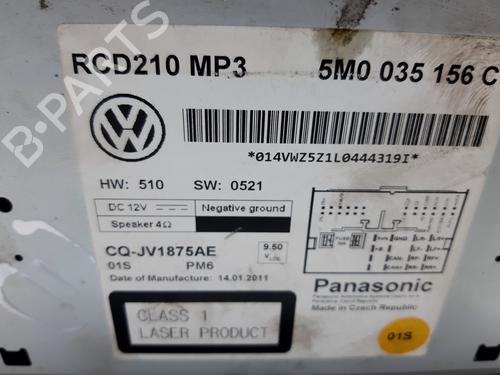 RCD210 MP3 5M0 035 156 C
*014VWZ5Z1L0444319I*
HW: 510 SW: 0521
DC 12V Negative ground
Speaker 4Ω
CQ-JV1875AE 9.50
01S PM6
Date of Manufacture: 14.01.2011
FUSE
Panasonic
Made in Czech Republic
CLASS 1
LASER PRODUCT
01S